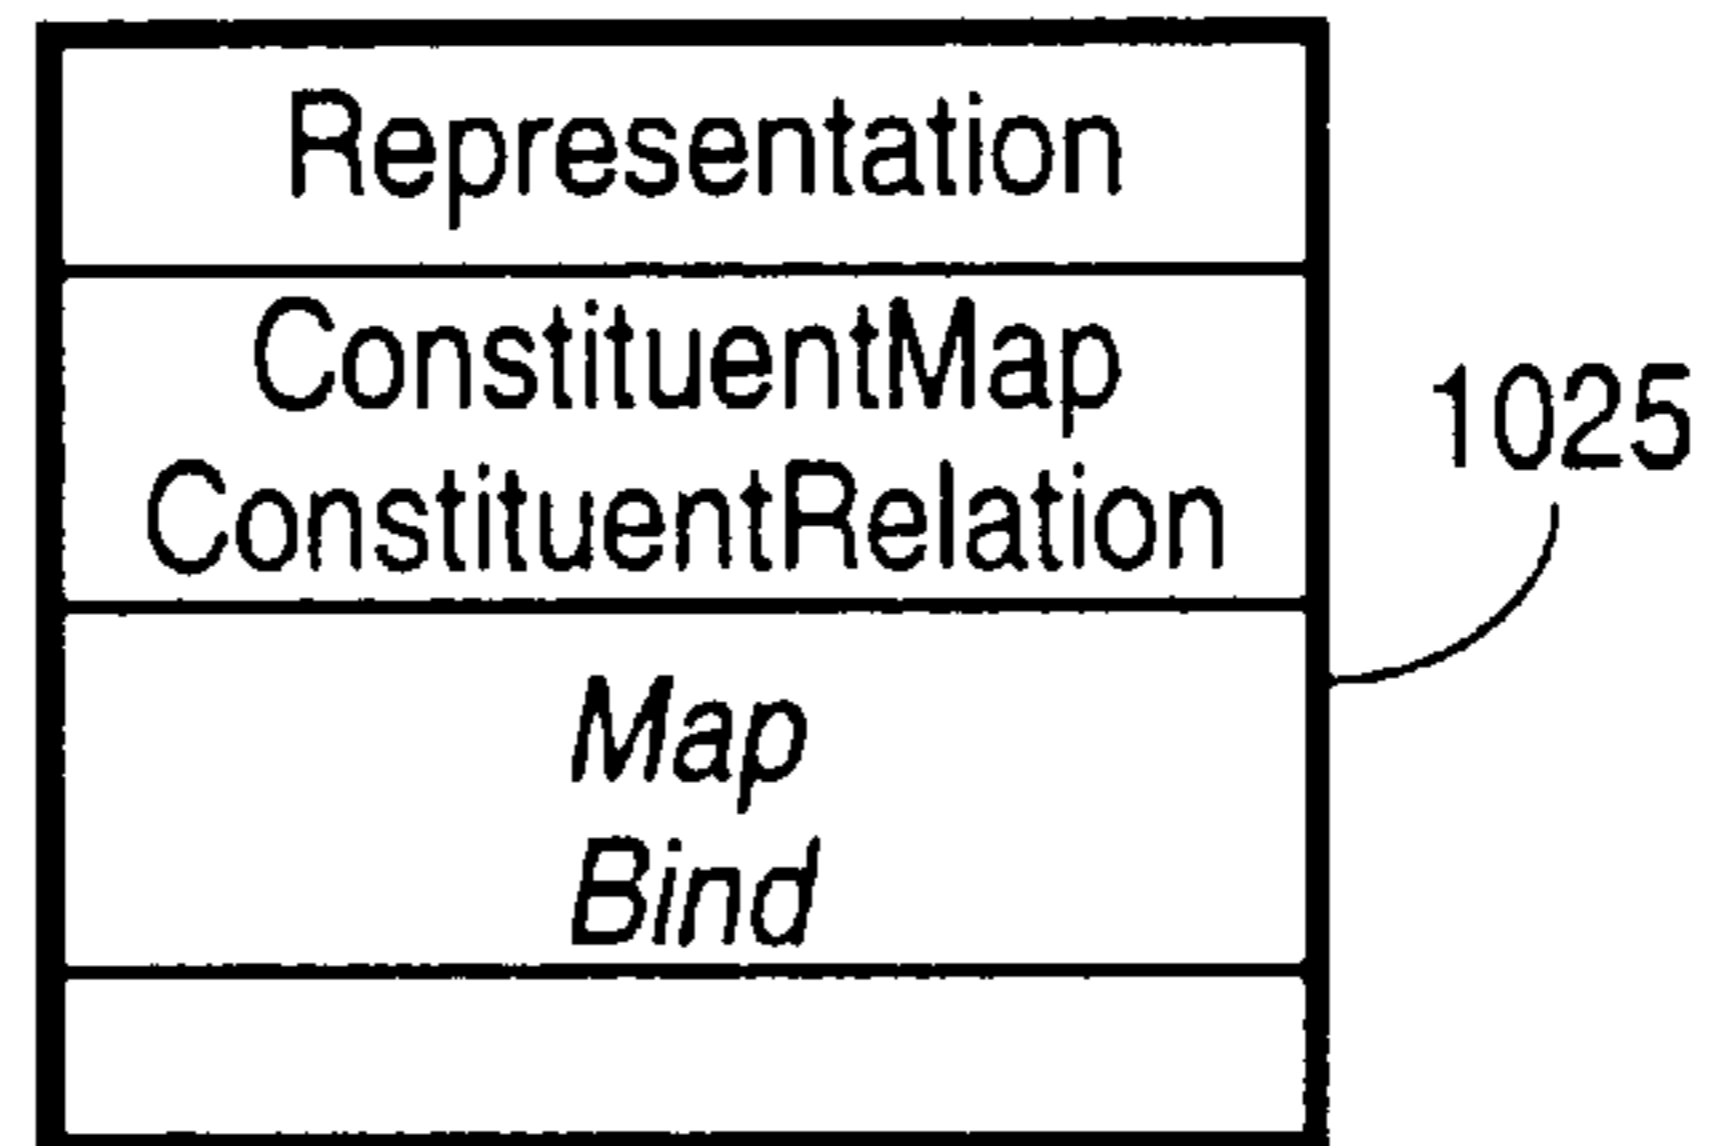 Representation
ConstituentMap
ConstituentRelation
1025
Map
Bind